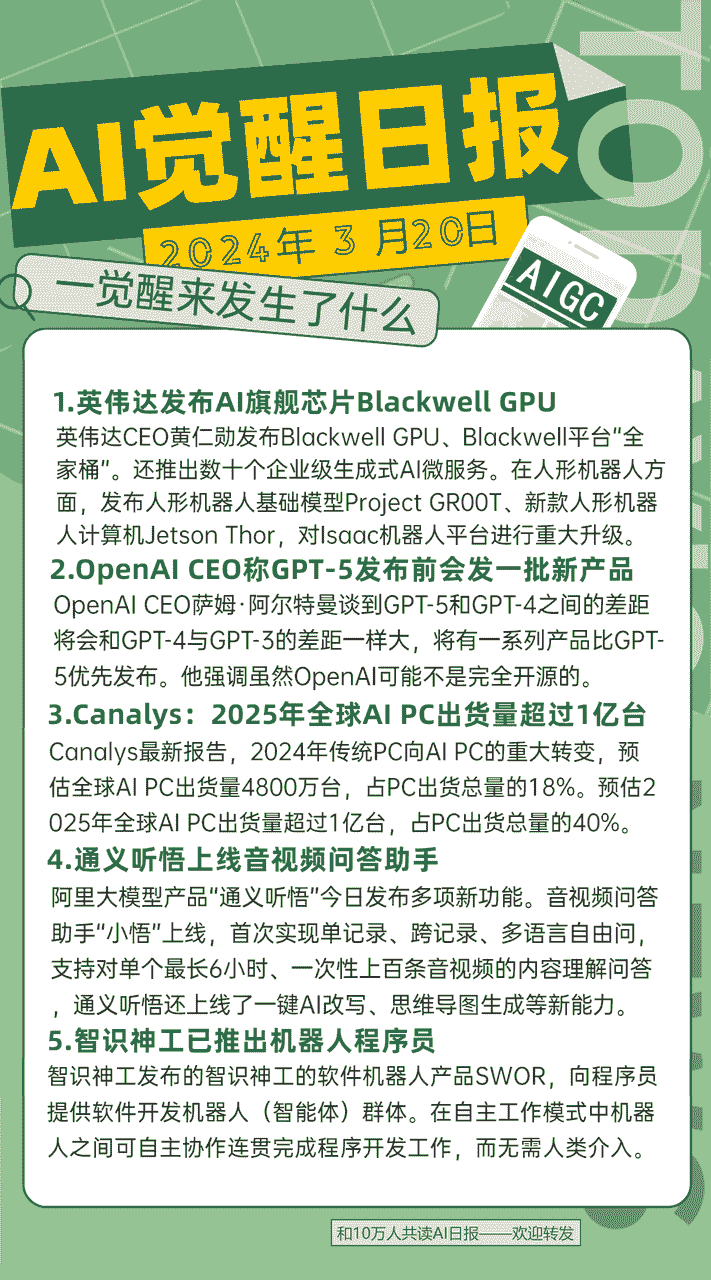 AI觉醒日报
2024年 3 月20日
一觉醒来发生了什么
AIGC
1.英伟达发布AI旗舰芯片Blackwell GPU
英伟达CEO黄仁勋发布Blackwell GPU、Blackwell平台“全
家桶”。还推出数十个企业级生成式AI微服务。在人形机器人方
面，发布人形机器人基础模型Project GR00T、新款人形机器
人计算机Jetson Thor，对Isaac机器人平台进行重大升级。
2.OpenAI CEO称GPT-5发布前会发一批新产品
OpenAI CEO萨姆·阿尔特曼谈到GPT-5和GPT-4之间的差距
将会和GPT-4与GPT-3的差距一样大，将有一系列产品比GPT-
5优先发布。他强调虽然OpenAI可能不是完全开源的。
3.Canalys：2025年全球AI PC出货量超过1亿台
Canalys最新报告，2024年传统PC向AI PC的重大转变，预
估全球AI PC出货量4800万台，占PC出货总量的18%。预估2
025年全球AI PC出货量超过1亿台，占PC出货总量的40%。
4.通义听悟上线音视频问答助手
阿里大模型产品“通义听悟”今日发布多项新功能。音视频问答
助手“小悟”上线，首次实现单记录、跨记录、多语言自由问，
支持对单个最长6小时、一次性上百条音视频的内容理解问答
，通义听悟还上线了一键AI改写、思维导图生成等新能力。
5.智识神工已推出机器人程序员
智识神工发布的智识神工的软件机器人产品SWOR，向程序员
提供软件开发机器人（智能体）群体。在自主工作模式中机器
人之间可自主协作连贯完成程序开发工作，而无需人类介入。
和10万人共读AI日报——欢迎转发